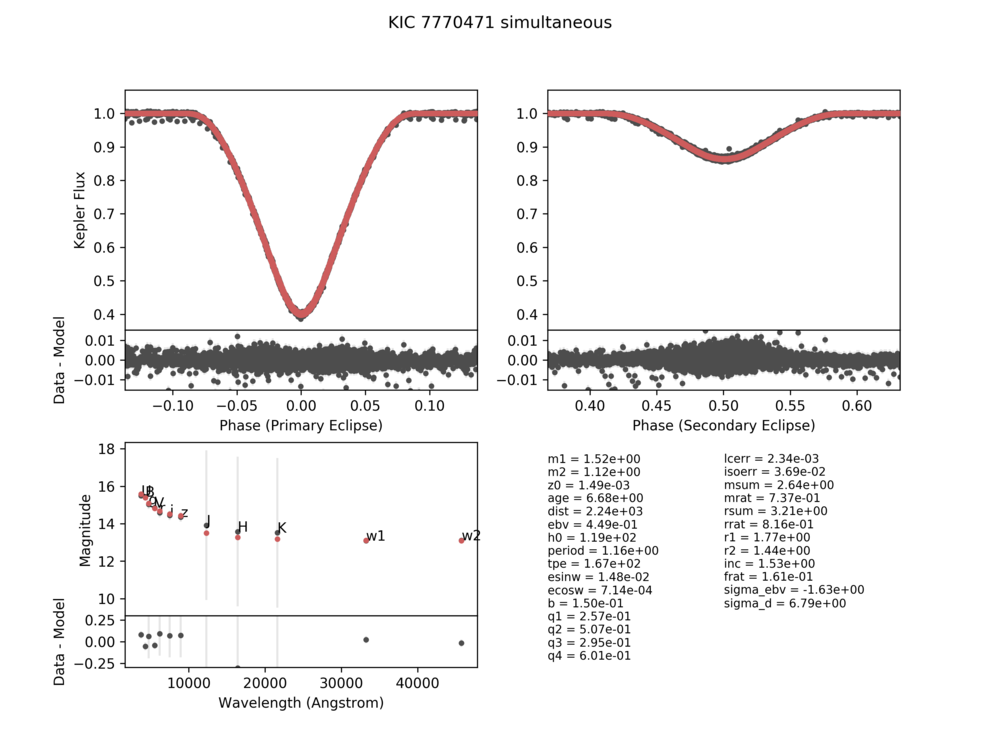 KIC 7770471 simultaneous
1.0
0.9
0.8
0.7
0.6
0.5
0.4
Kepler Flux
0.01
0.00
−0.01
Data - Model
−0.10 −0.05 0.00 0.05 0.10
Phase (Primary Eclipse)
1.0
0.9
0.8
0.7
0.6
0.5
0.4
0.01
0.00
−0.01
0.40 0.45 0.50 0.55 0.60
Phase (Secondary Eclipse)
18
16
14
12
10
Magnitude
i z J H K w1 w2
0.25
0.00
−0.25
Data - Model
10000 20000 30000 40000
Wavelength (Angstrom)
m1 = 1.52e+00
m2 = 1.12e+00
z0 = 1.49e-03
age = 6.68e+00
dist = 2.24e+03
ebv = 4.49e-01
h0 = 1.19e+02
period = 1.16e+00
tpe = 1.67e+02
esinw = 1.48e-02
ecosw = 7.14e-04
b = 1.50e-01
q1 = 2.57e-01
q2 = 5.07e-01
q3 = 2.95e-01
q4 = 6.01e-01
lcerr = 2.34e-03
isoerr = 3.69e-02
msum = 2.64e+00
mrat = 7.37e-01
rsum = 3.21e+00
rrat = 8.16e-01
r1 = 1.77e+00
r2 = 1.44e+00
inc = 1.53e+00
frat = 1.61e-01
sigma_ebv = -1.63e+00
sigma_d = 6.79e+00